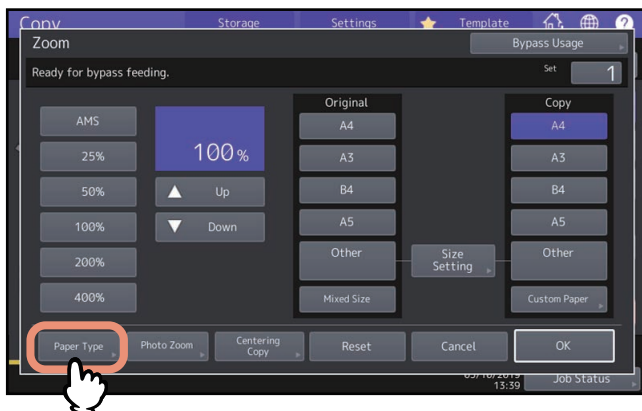 Copy Storage Settings Template
Zoom Bypass Usage
Ready for bypass feeding. Set 1
Original Copy
AMS A4 A4
25% 100 % A3 A3
50% Up B4 B4
100% Down A5 A5
200% Other Size Setting Other
400% Mixed Size Custom Paper
Paper Type Photo Zoom Centering Copy Reset Cancel OK
13:39 Job Status